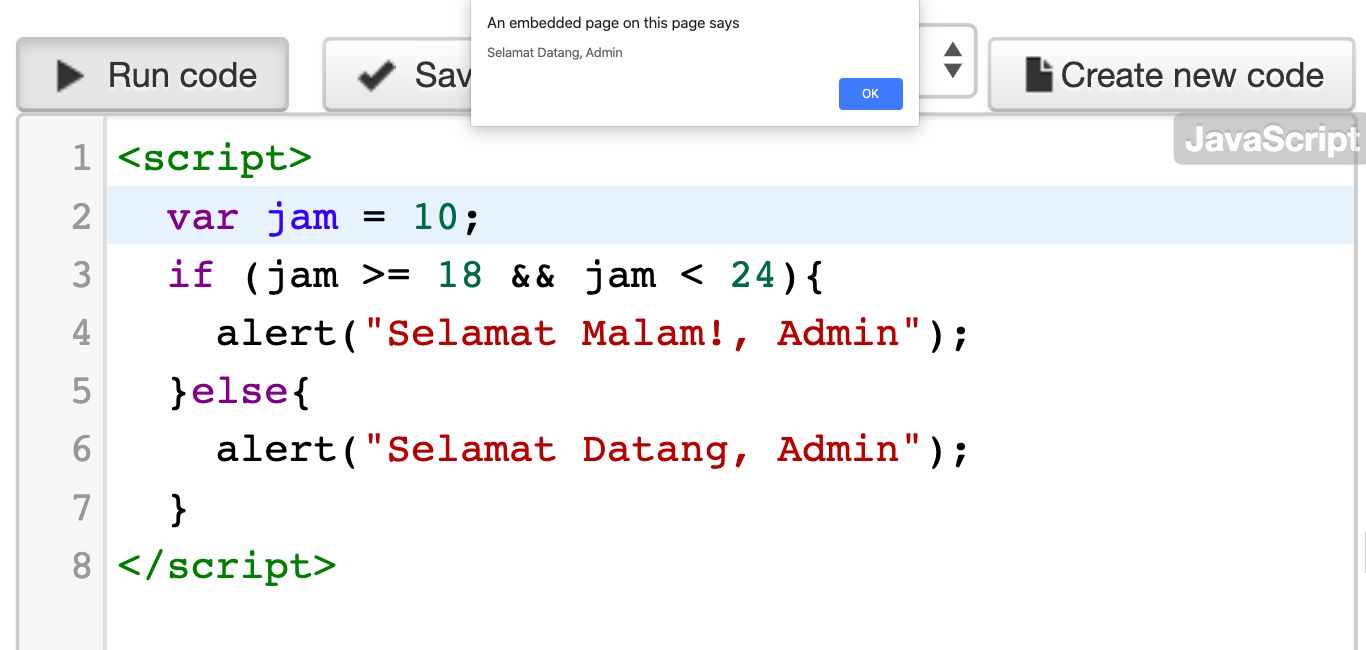 An embedded page on this page says
Selamat Datang, Admin
OK
Run code
Sav
Create new code
JavaScript
1 <script>
2 var jam = 10;
3 if (jam >= 18 && jam < 24){
4 alert("Selamat Malam!, Admin");
5 }else{
6 alert("Selamat Datang, Admin");
7 }
8 </script>